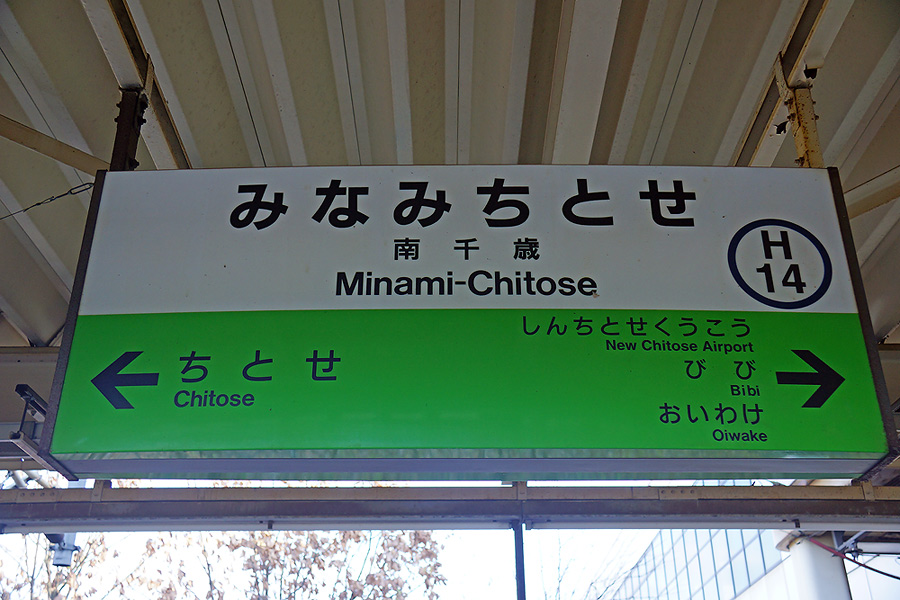 みなみちとせ
南千歳
Minami-Chitose
H
14
ちとせ
Chitose
しんちとせくうこう
New Chitose Airport
びび
Bibi
おいわけ
Oiwake